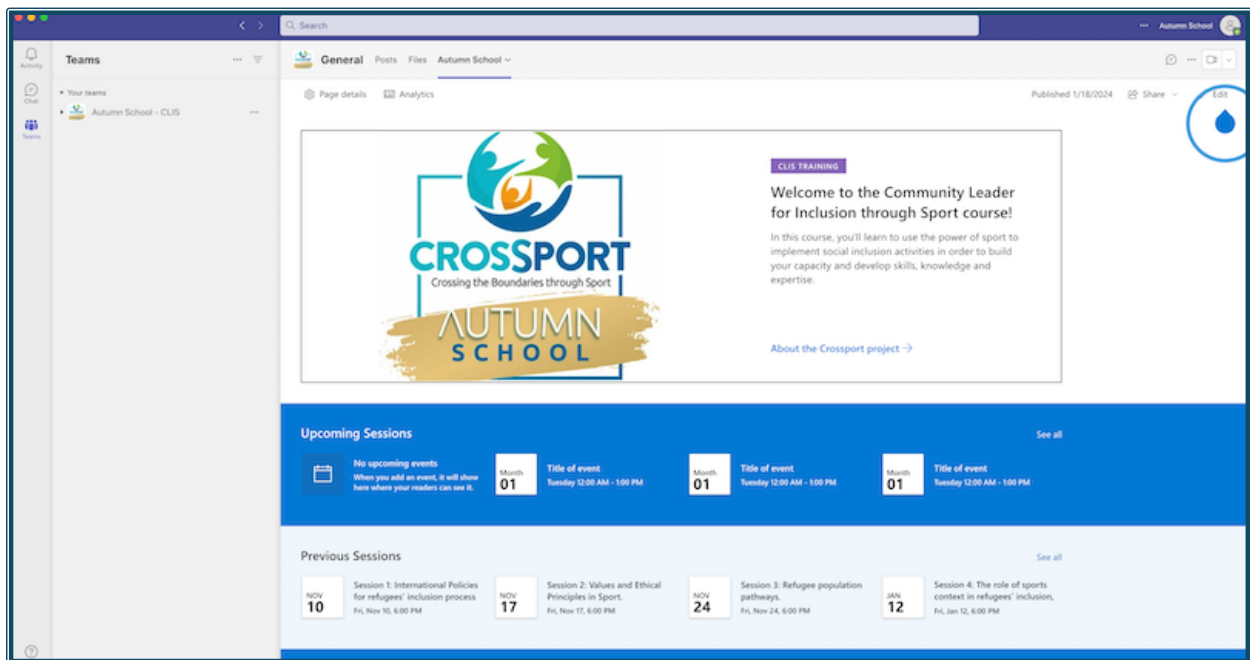 Search
Autumn School
Activity
Chat
Teams
Teams
Your teams
Autumn School - CLIS
General Posts Files Autumn School
Page details Analytics
Published 1/18/2024 Share Edit
CROSSPORT
Crossing the Boundaries through Sport
AUTUMN
SCHOOL
CLIS TRAINING
Welcome to the Community Leader
for Inclusion through Sport course!
In this course, you'll learn to use the power of sport to
implement social inclusion activities in order to build
your capacity and develop skills, knowledge and
expertise.
About the Crossport project →
Upcoming Sessions
See all
No upcoming events
When you add an event, it will show
here where your readers can see it.
Month
01
Title of event
Tuesday 12:00 AM - 1:00 PM
Month
01
Title of event
Tuesday 12:00 AM - 1:00 PM
Month
01
Title of event
Tuesday 12:00 AM - 1:00 PM
Previous Sessions
See all
NOV
10
Session 1: International Policies
for refugees' inclusion process
Fri, Nov 10, 6:00 PM
NOV
17
Session 2: Values and Ethical
Principles in Sport.
Fri, Nov 17, 6:00 PM
NOV
24
Session 3: Refugee population
pathways.
Fri, Nov 24, 6:00 PM
JAN
12
Session 4: The role of sports
context in refugees' inclusion,
Fri, Jan 12, 6:00 PM